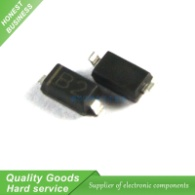 HONEST
BUSINESS
B2
Quality Goods
Hard service
Supplier of electronic components